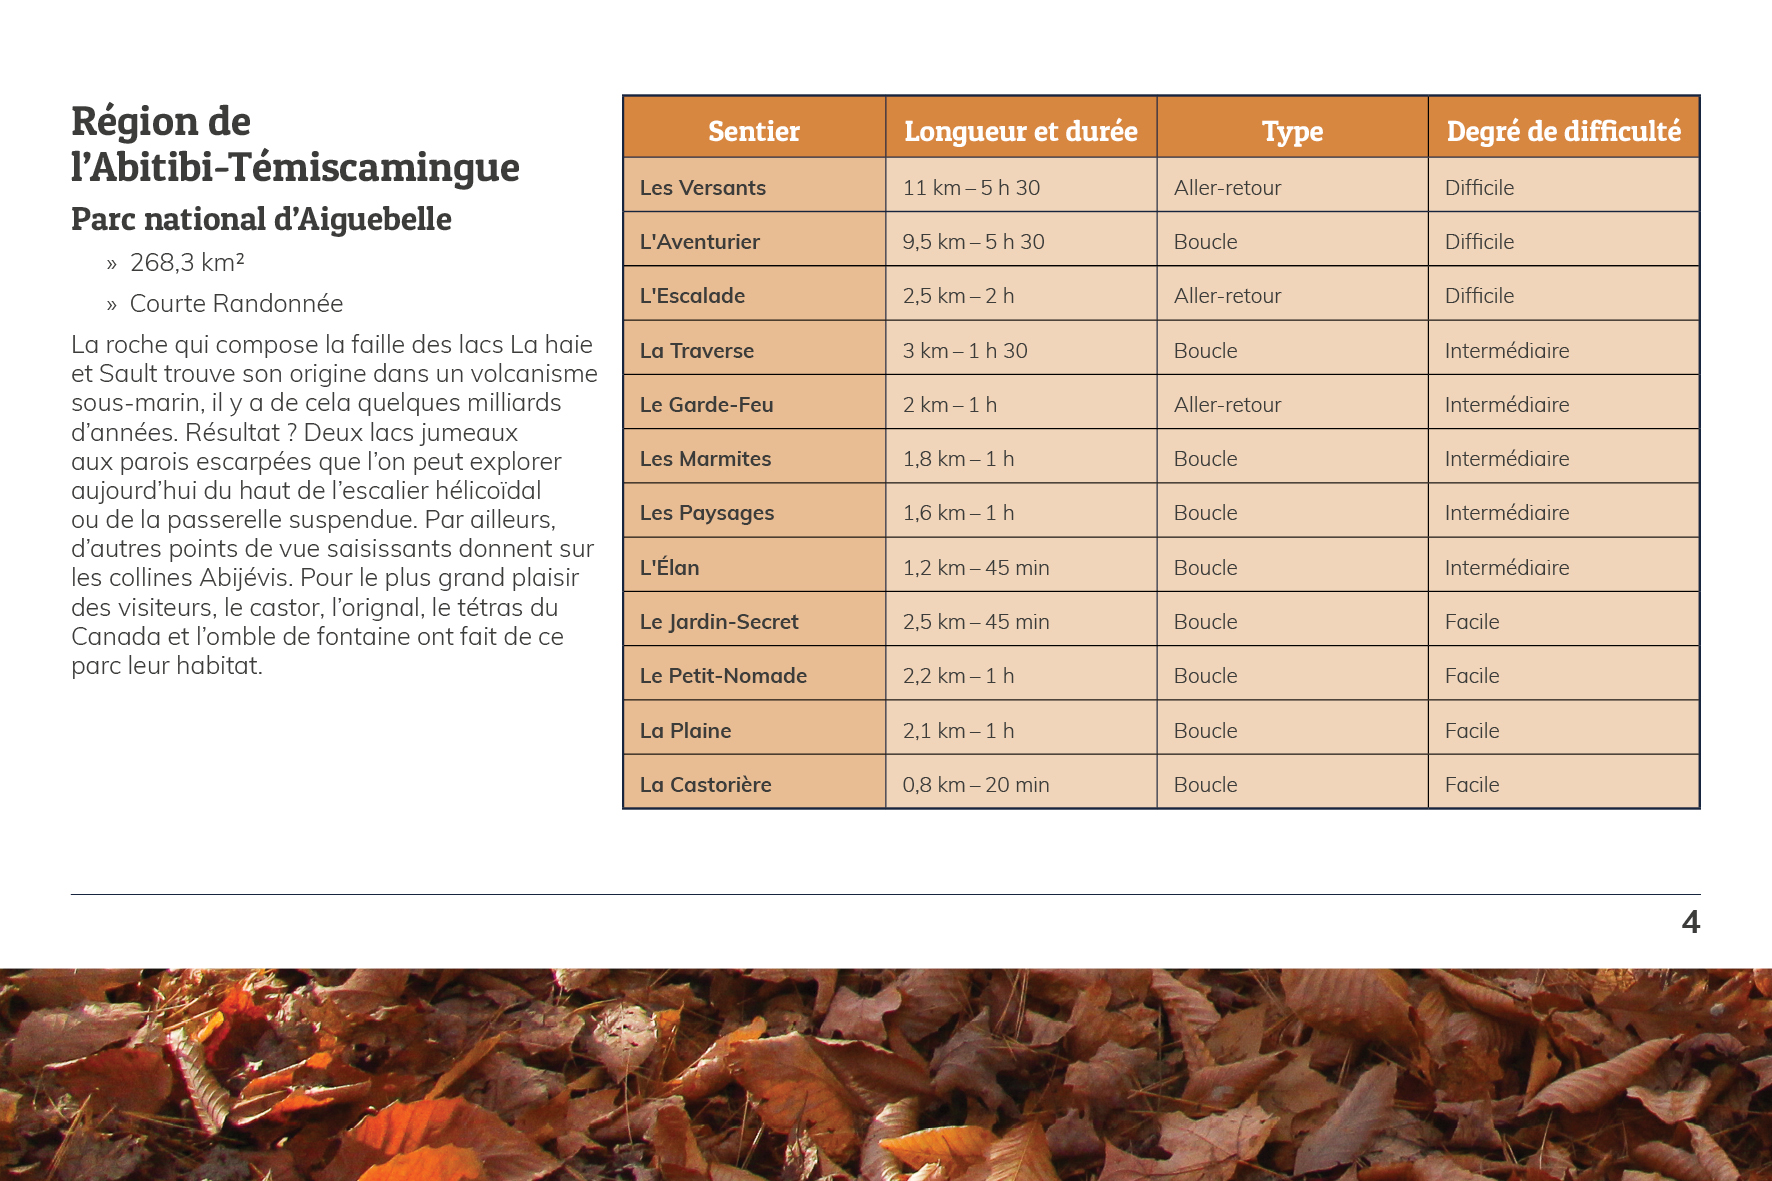 Région de
l’Abitibi-Témiscamingue
Parc national d’Aiguebelle
» 268,3 km²
» Courte Randonnée
La roche qui compose la faille des lacs La haie
et Sault trouve son origine dans un volcanisme
sous-marin, il y a de cela quelques milliards
d’années. Résultat ? Deux lacs jumeaux
aux parois escarpées que l’on peut explorer
aujourd’hui du haut de l’escalier hélicoïdal
ou de la passerelle suspendue. Par ailleurs,
d’autres points de vue saisissants donnent sur
les collines Abijévis. Pour le plus grand plaisir
des visiteurs, le castor, l’orignal, le tétras du
Canada et l’omble de fontaine ont fait de ce
parc leur habitat.
Sentier Longueur et durée Type Degré de difficulté
Les Versants 11 km – 5 h 30 Aller-retour Difficile
L'Aventurier 9,5 km – 5 h 30 Boucle Difficile
L'Escalade 2,5 km – 2 h Aller-retour Difficile
La Traverse 3 km – 1 h 30 Boucle Intermédiaire
Le Garde-Feu 2 km – 1 h Aller-retour Intermédiaire
Les Marmites 1,8 km – 1 h Boucle Intermédiaire
Les Paysages 1,6 km – 1 h Boucle Intermédiaire
L'Élan 1,2 km – 45 min Boucle Intermédiaire
Le Jardin-Secret 2,5 km – 45 min Boucle Facile
Le Petit-Nomade 2,2 km – 1 h Boucle Facile
La Plaine 2,1 km – 1 h Boucle Facile
La Castorière 0,8 km – 20 min Boucle Facile
4